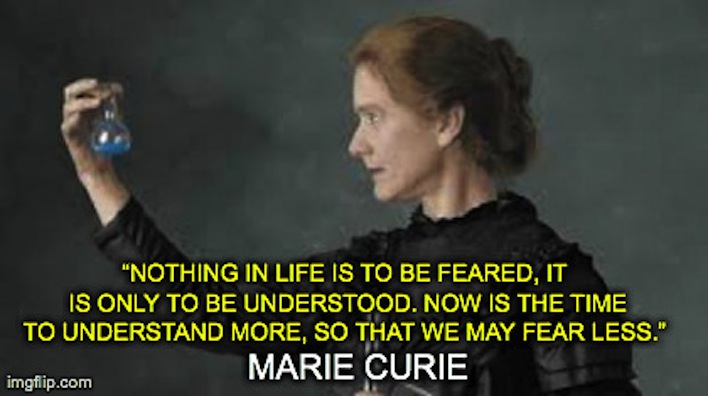 “NOTHING IN LIFE IS TO BE FEARED, IT
IS ONLY TO BE UNDERSTOOD. NOW IS THE TIME
TO UNDERSTAND MORE, SO THAT WE MAY FEAR LESS.”
MARIE CURIE
imgflip.com